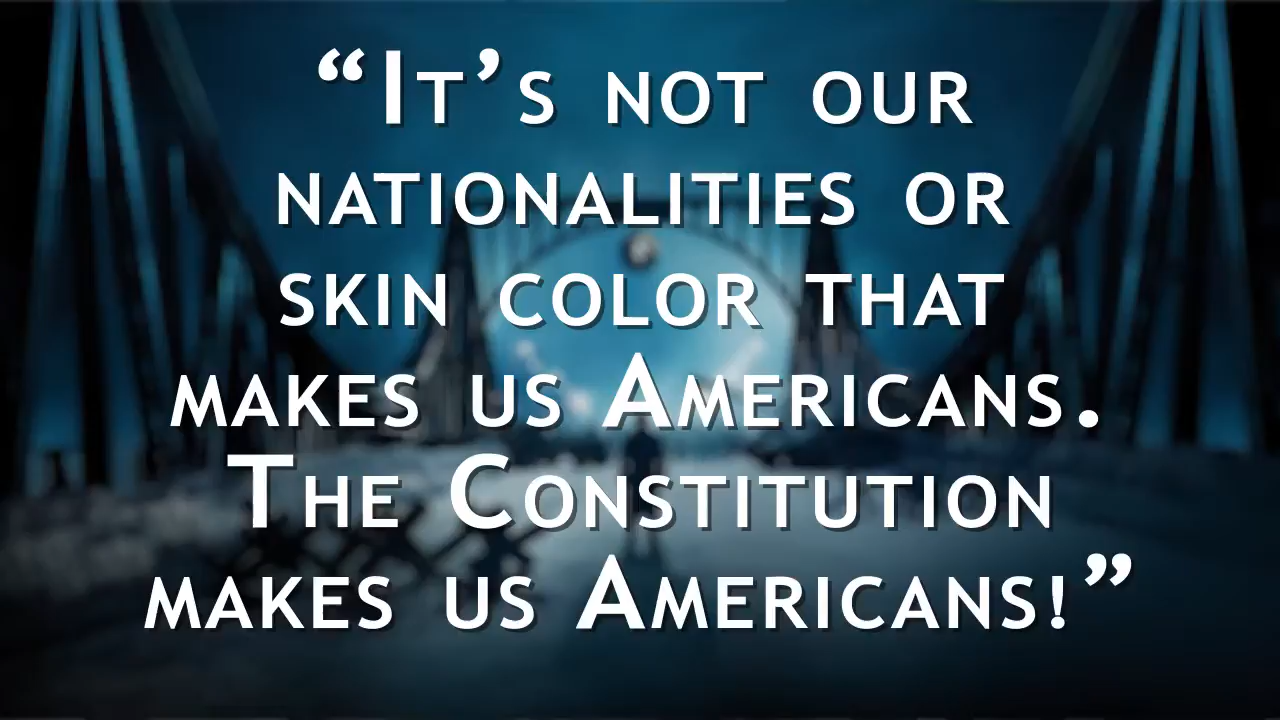 “It’s not our
nationalities or
skin color that
makes us Americans.
The Constitution
makes us Americans!”